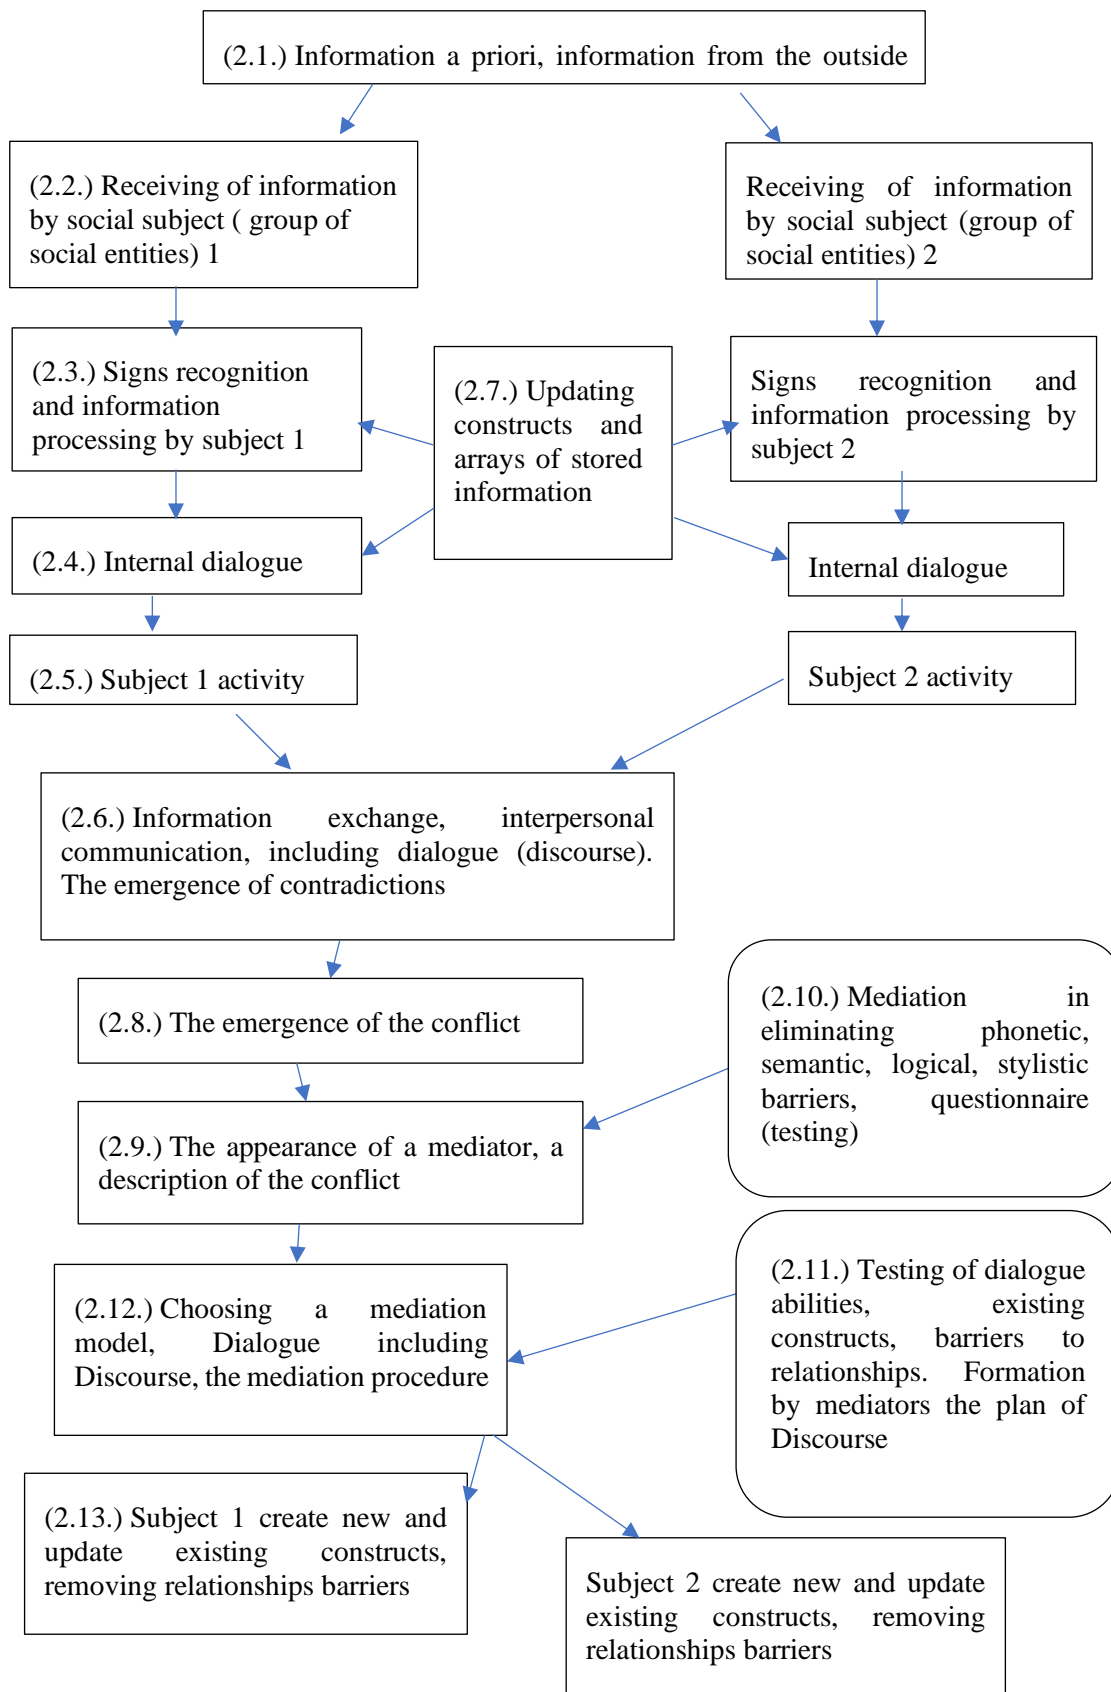 (2.1.) Information a priori, information from the outside
(2.2.) Receiving of information
by social subject ( group of
social entities) 1
Receiving of information
by social subject (group of
social entities) 2
(2.3.) Signs recognition
and information
processing by subject 1
(2.7.) Updating
constructs and
arrays of stored
information
Signs recognition and
information processing by
subject 2
(2.4.) Internal dialogue
Internal dialogue
(2.5.) Subject 1 activity
Subject 2 activity
(2.6.) Information exchange, interpersonal
communication, including dialogue (discourse).
The emergence of contradictions
(2.8.) The emergence of the conflict
(2.10.) Mediation in
eliminating phonetic,
semantic, logical, stylistic
barriers, questionnaire
(testing)
(2.9.) The appearance of a mediator, a
description of the conflict
(2.12.) Choosing a mediation
model, Dialogue including
Discourse, the mediation procedure
(2.11.) Testing of dialogue
abilities, existing
constructs, barriers to
relationships. Formation
by mediators the plan of
Discourse
(2.13.) Subject 1 create new and
update existing constructs,
removing relationships barriers
Subject 2 create new and update
existing constructs, removing
relationships barriers